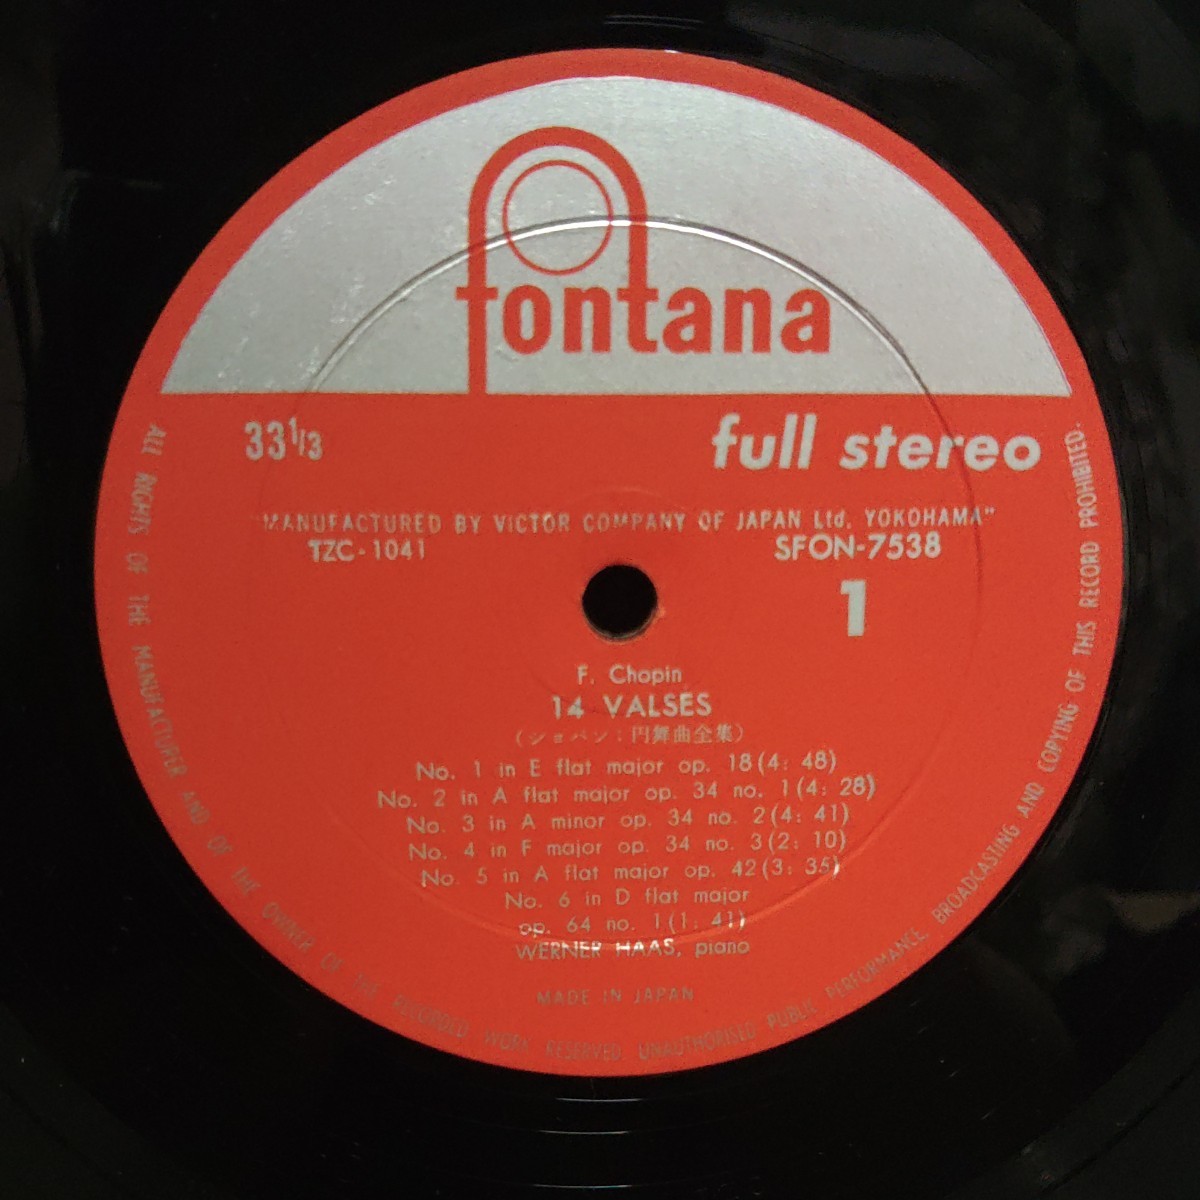 fontana
33 1/3
full stereo
"MANUFACTURED BY VICTOR COMPANY OF JAPAN Ltd. YOKOHAMA"
TZC-1041 SFON-7538
1
F. Chopin
14 VALSES
(ショパン：円舞曲全集)
No. 1 in E flat major op. 18 (4: 48)
No. 2 in A flat major op. 34 no. 1 (4: 28)
No. 3 in A minor op. 34 no. 2 (4: 41)
No. 4 in F major op. 34 no. 3 (2: 10)
No. 5 in A flat major op. 42 (3: 35)
No. 6 in D flat major
op. 64 no. 1 (1: 41)
WERNER HAAS, piano
MADE IN JAPAN
ALL RIGHTS OF THE MANUFACTURER AND OF THE OWNER OF THE RECORDED WORK RESERVED. UNAUTHORISED PUBLIC PERFORMANCE, BROADCASTING AND COPYING OF THIS RECORD PROHIBITED.